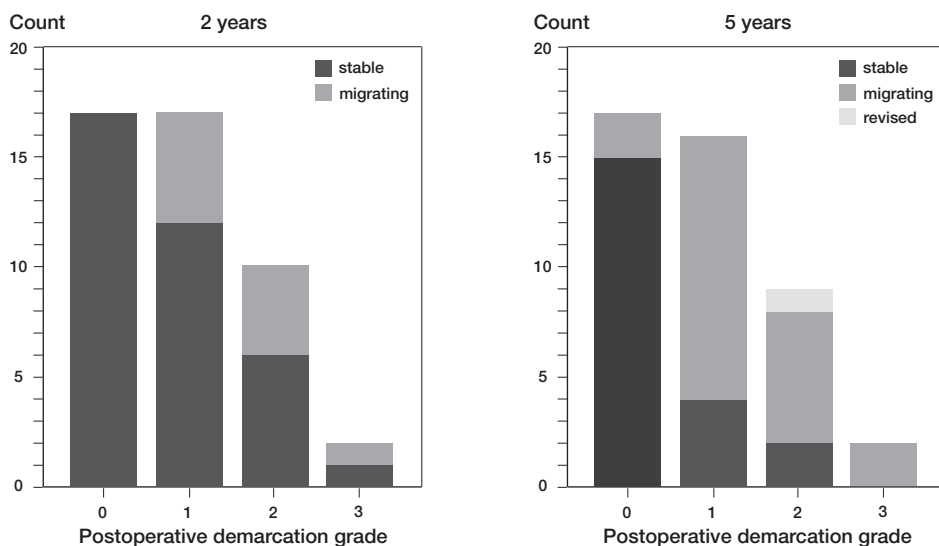 Count
2 years
20
15
10
5
0
stable
migrating
0 1 2 3
Postoperative demarcation grade
Count
5 years
20
15
10
5
0
stable
migrating
revised
0 1 2 3
Postoperative demarcation grade